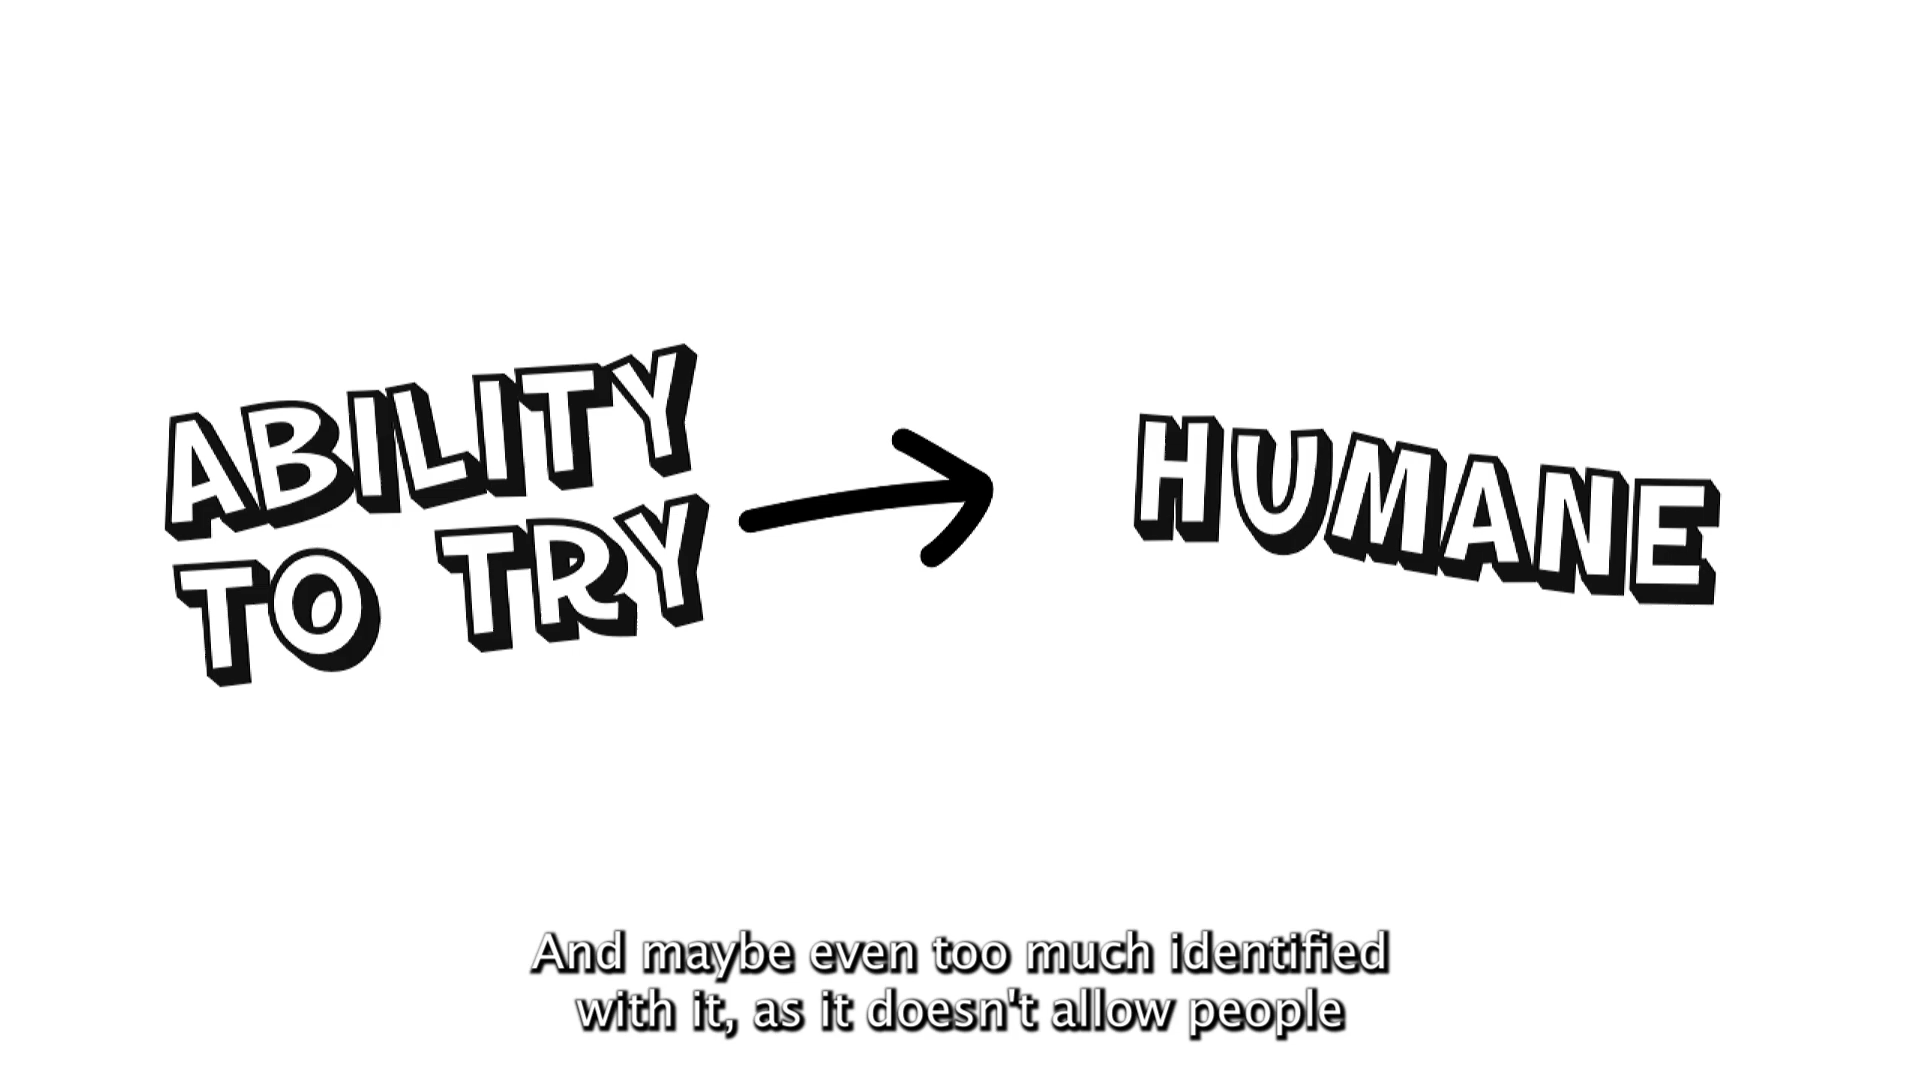 ABILITY
TO TRY
HUMANE
And maybe even too much identified
with it, as it doesn't allow people